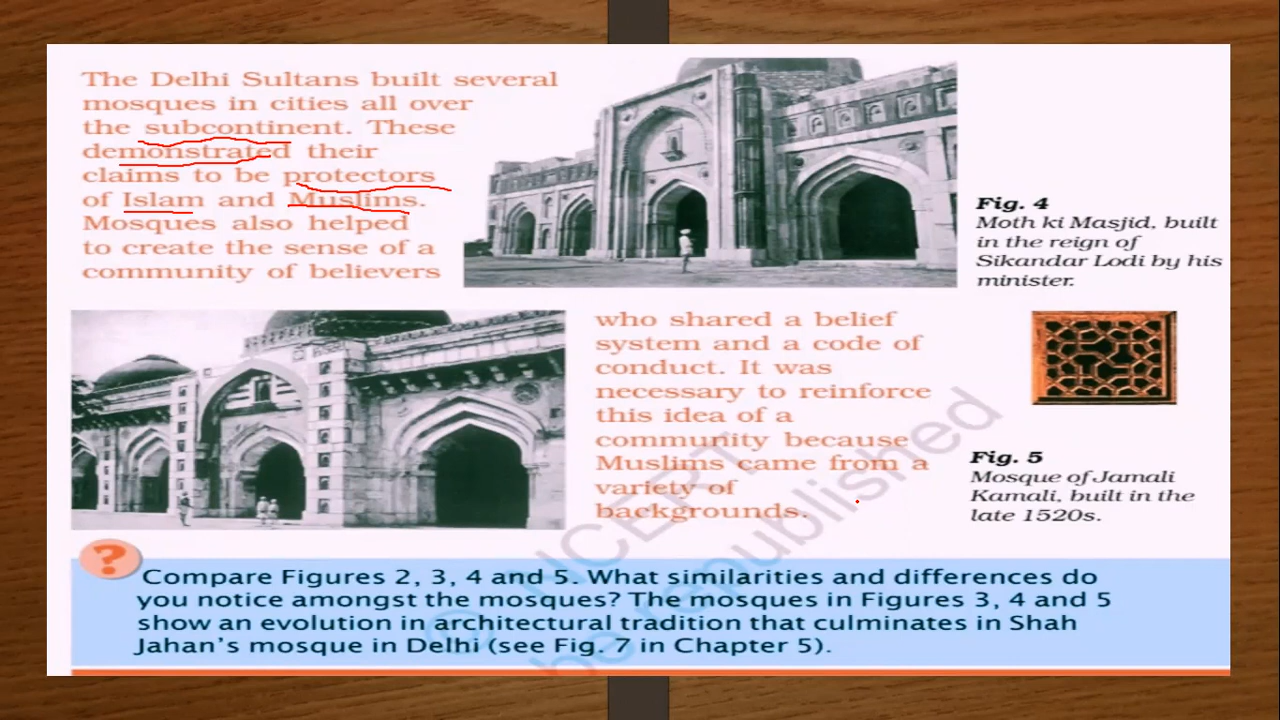 The Delhi Sultans built several
mosques in cities all over
the subcontinent. These
demonstrated their
claims to be protectors
of Islam and Muslims.
Mosques also helped
to create the sense of a
community of believers
Fig. 4
Moth ki Masjid, built
in the reign of
Sikandar Lodi by his
minister.
who shared a belief
system and a code of
conduct. It was
necessary to reinforce
this idea of a
community because
Muslims came from a
variety of
backgrounds.
Fig. 5
Mosque of Jamali
Kamali, built in the
late 1520s.
?
Compare Figures 2, 3, 4 and 5. What similarities and differences do
you notice amongst the mosques? The mosques in Figures 3, 4 and 5
show an evolution in architectural tradition that culminates in Shah
Jahan's mosque in Delhi (see Fig. 7 in Chapter 5).
© NCERT
be republished